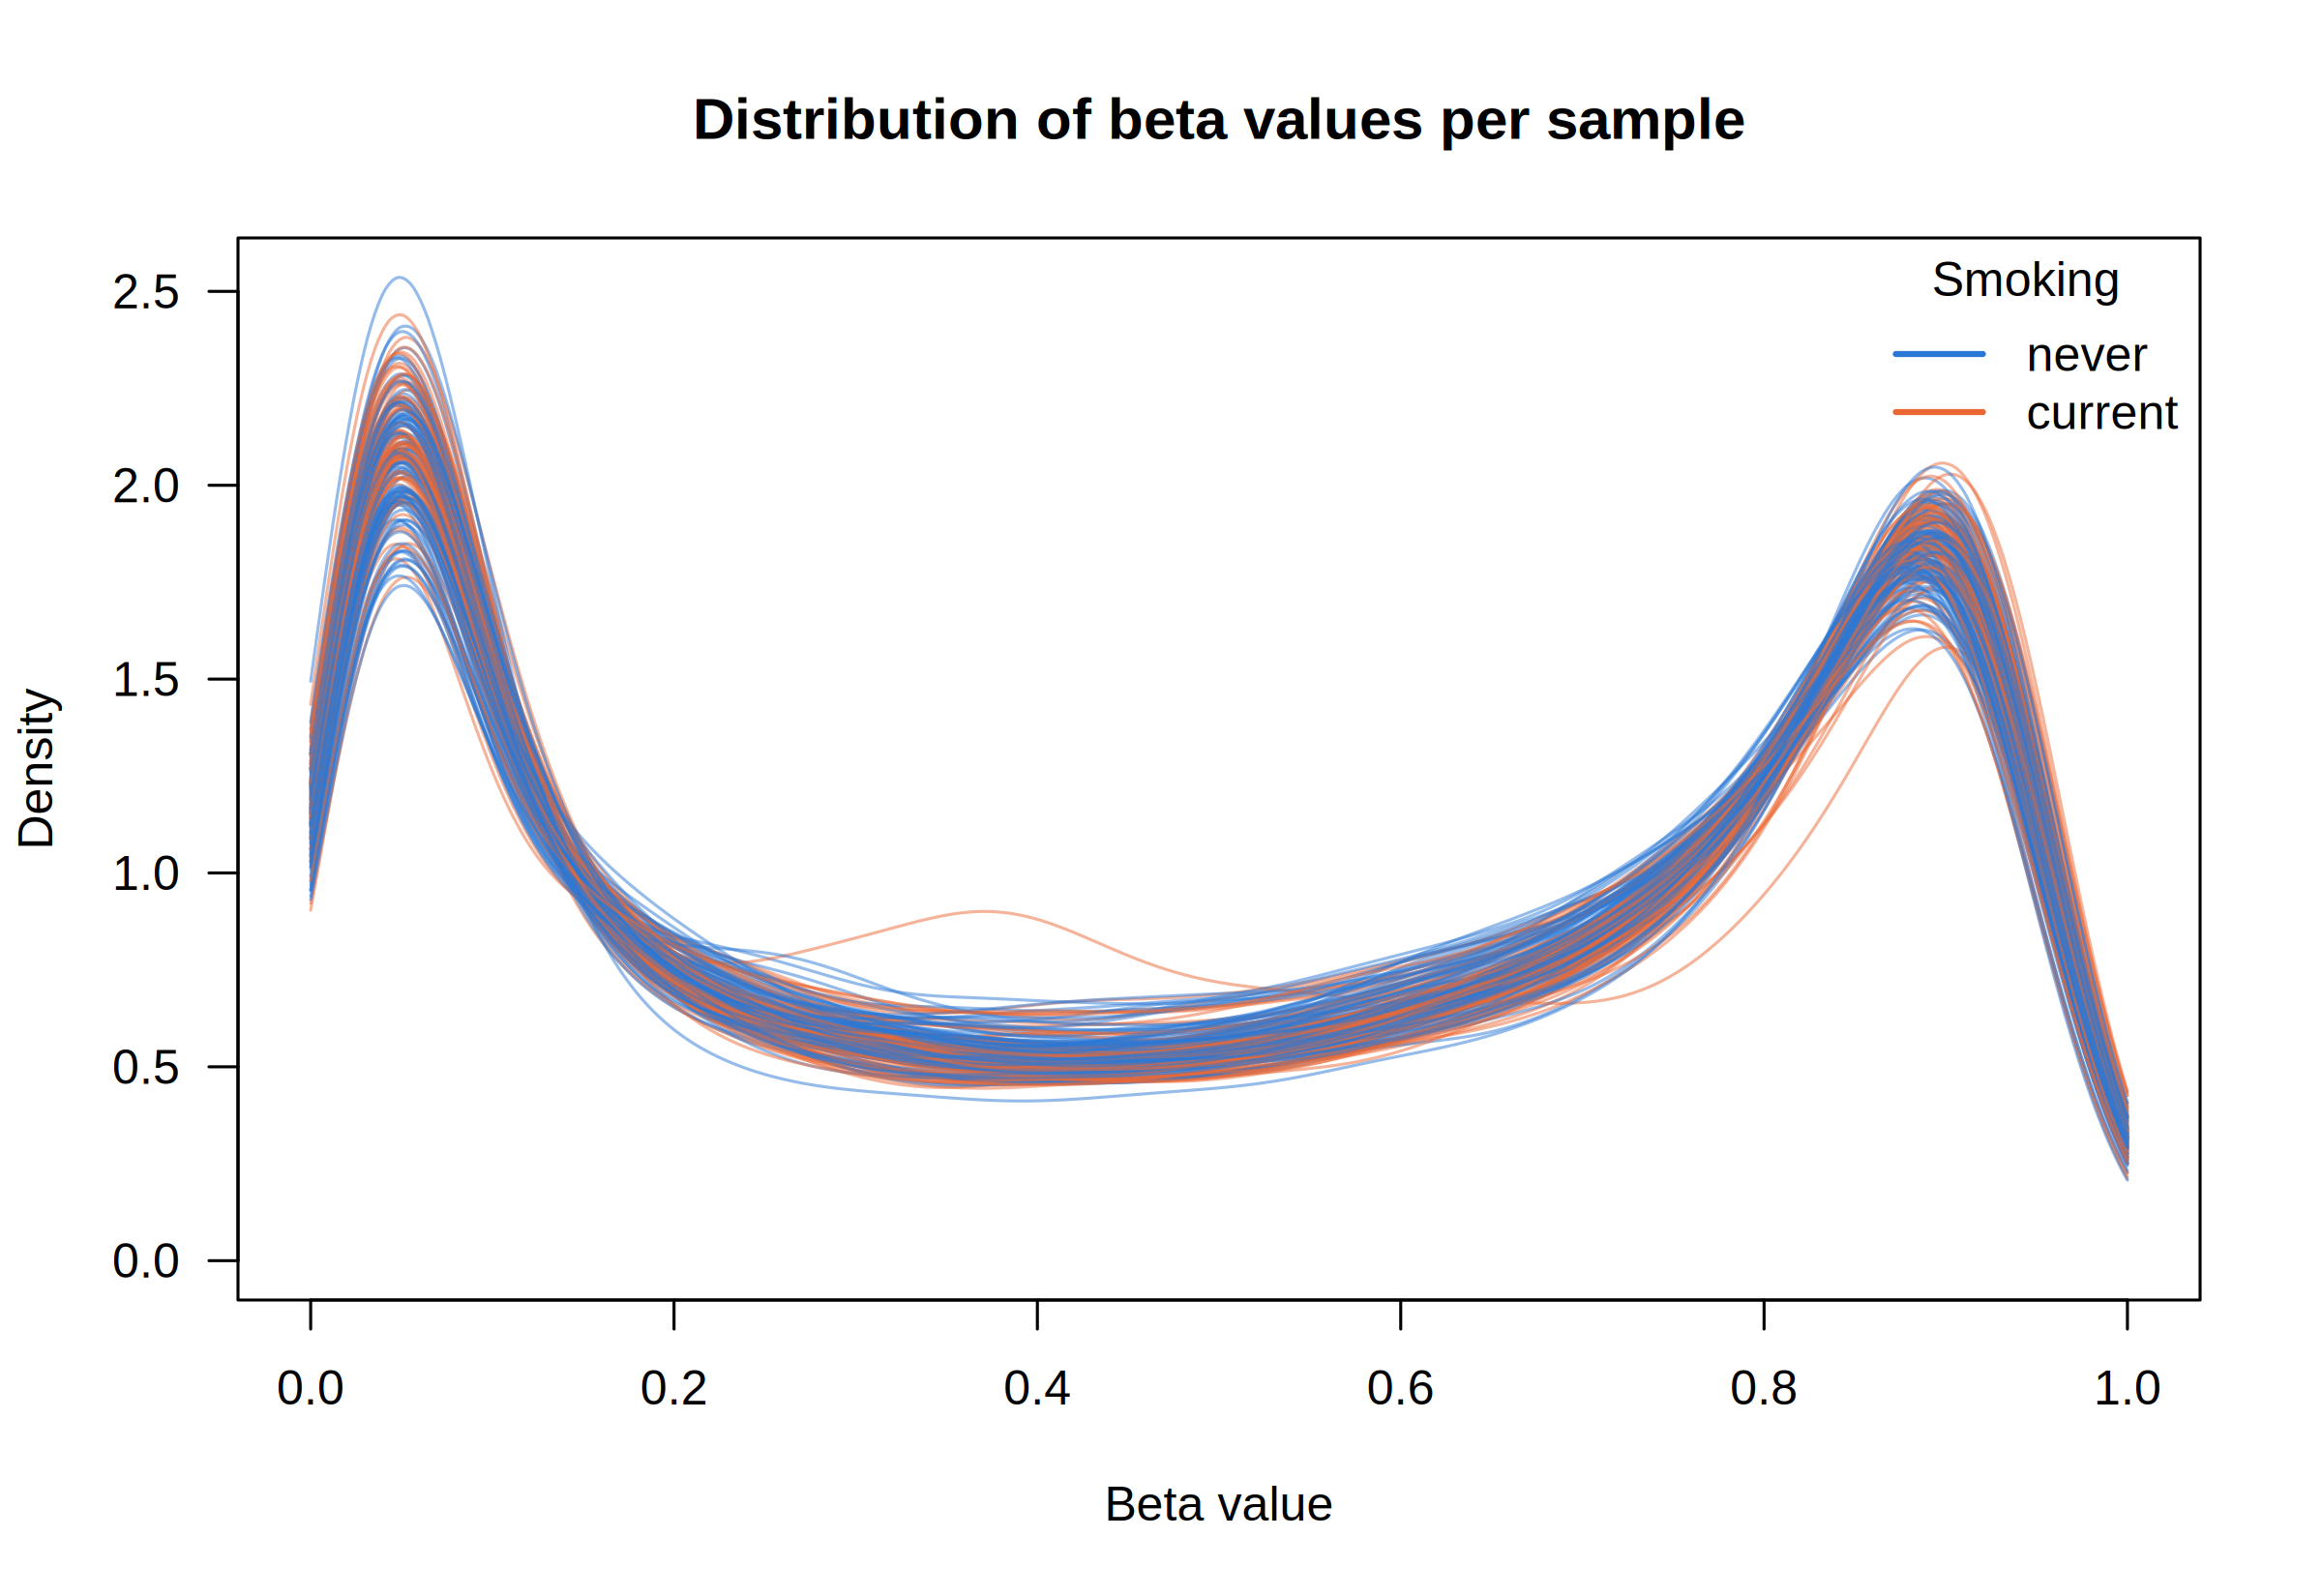 Distribution of beta values per sample
Smoking
never
current
Density
2.5
2.0
1.5
1.0
0.5
0.0
0.0 0.2 0.4 0.6 0.8 1.0
Beta value